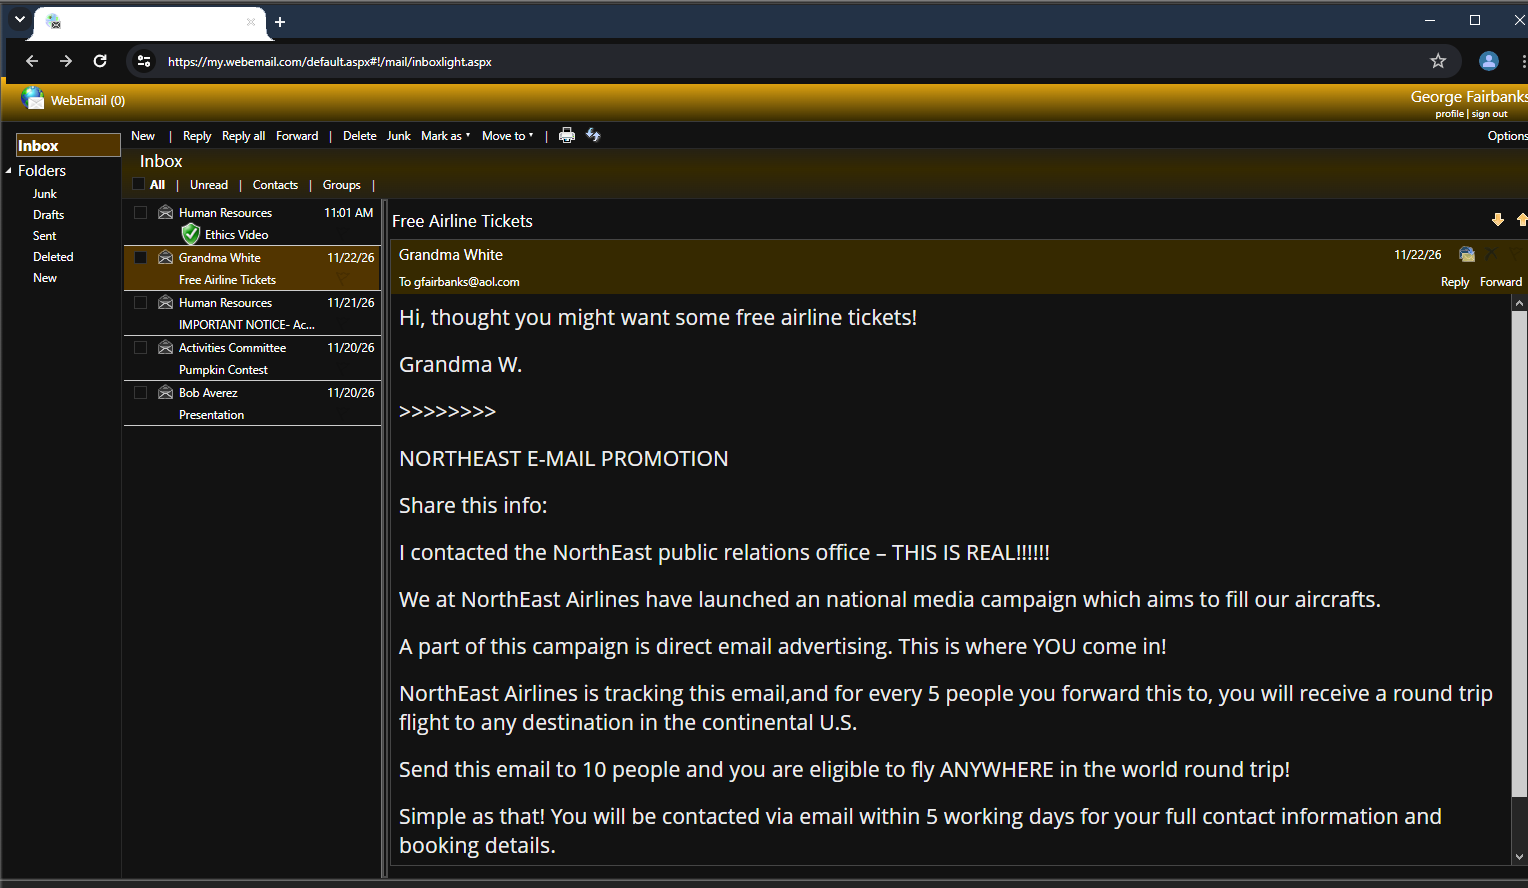 https://my.webemail.com/default.aspx#!/mail/inboxlight.aspx
WebEmail (0)
George Fairbanks
profile | sign out
New | Reply Reply all Forward | Delete Junk Mark as Move to |
Options
Inbox
Folders
Junk
Drafts
Sent
Deleted
New
Inbox
All | Unread | Contacts | Groups |
Human Resources 11:01 AM
Ethics Video
Grandma White 11/22/26
Free Airline Tickets
Human Resources 11/21/26
IMPORTANT NOTICE- Ac...
Activities Committee 11/20/26
Pumpkin Contest
Bob Averez 11/20/26
Presentation
Free Airline Tickets
Grandma White 11/22/26
To gfairbanks@aol.com
Reply Forward
Hi, thought you might want some free airline tickets!
Grandma W.
>>>>>>>>
NORTHEAST E-MAIL PROMOTION
Share this info:
I contacted the NorthEast public relations office – THIS IS REAL!!!!!!
We at NorthEast Airlines have launched an national media campaign which aims to fill our aircrafts.
A part of this campaign is direct email advertising. This is where YOU come in!
NorthEast Airlines is tracking this email,and for every 5 people you forward this to, you will receive a round trip
flight to any destination in the continental U.S.
Send this email to 10 people and you are eligible to fly ANYWHERE in the world round trip!
Simple as that! You will be contacted via email within 5 working days for your full contact information and
booking details.